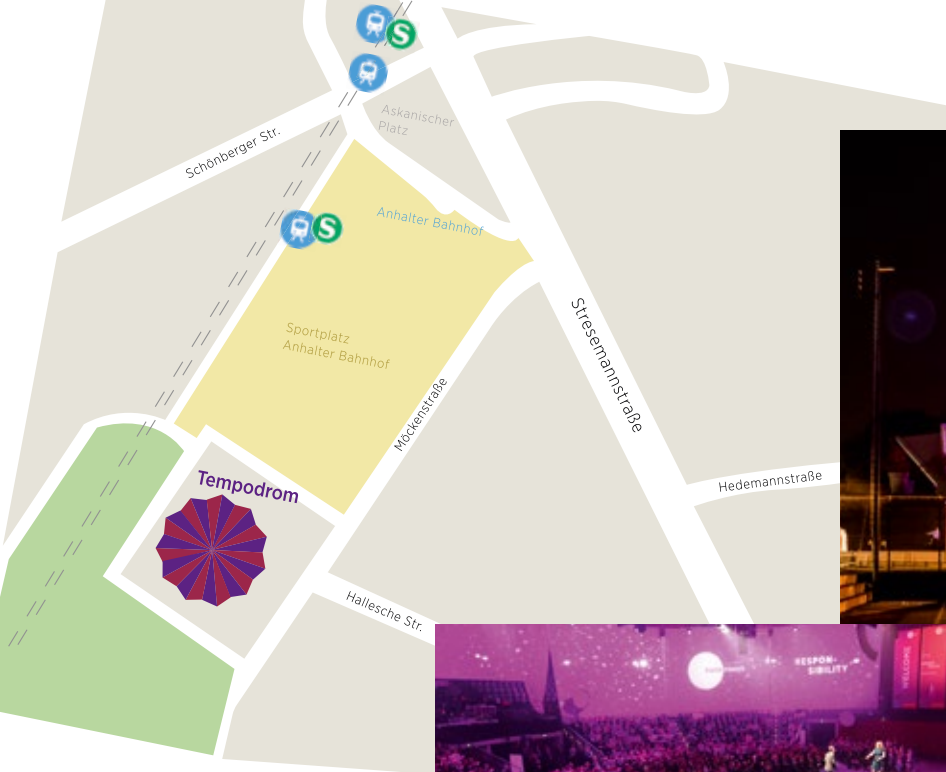 S
Askanischer
Platz
Schönberger Str.
Anhalter Bahnhof
S
Stresemannstraße
Sportplatz
Anhalter Bahnhof
Möckenstraße
Tempodrom
Hedemannstraße
Hallesche Str.
RESPON-
SIBILITY
WELCOME